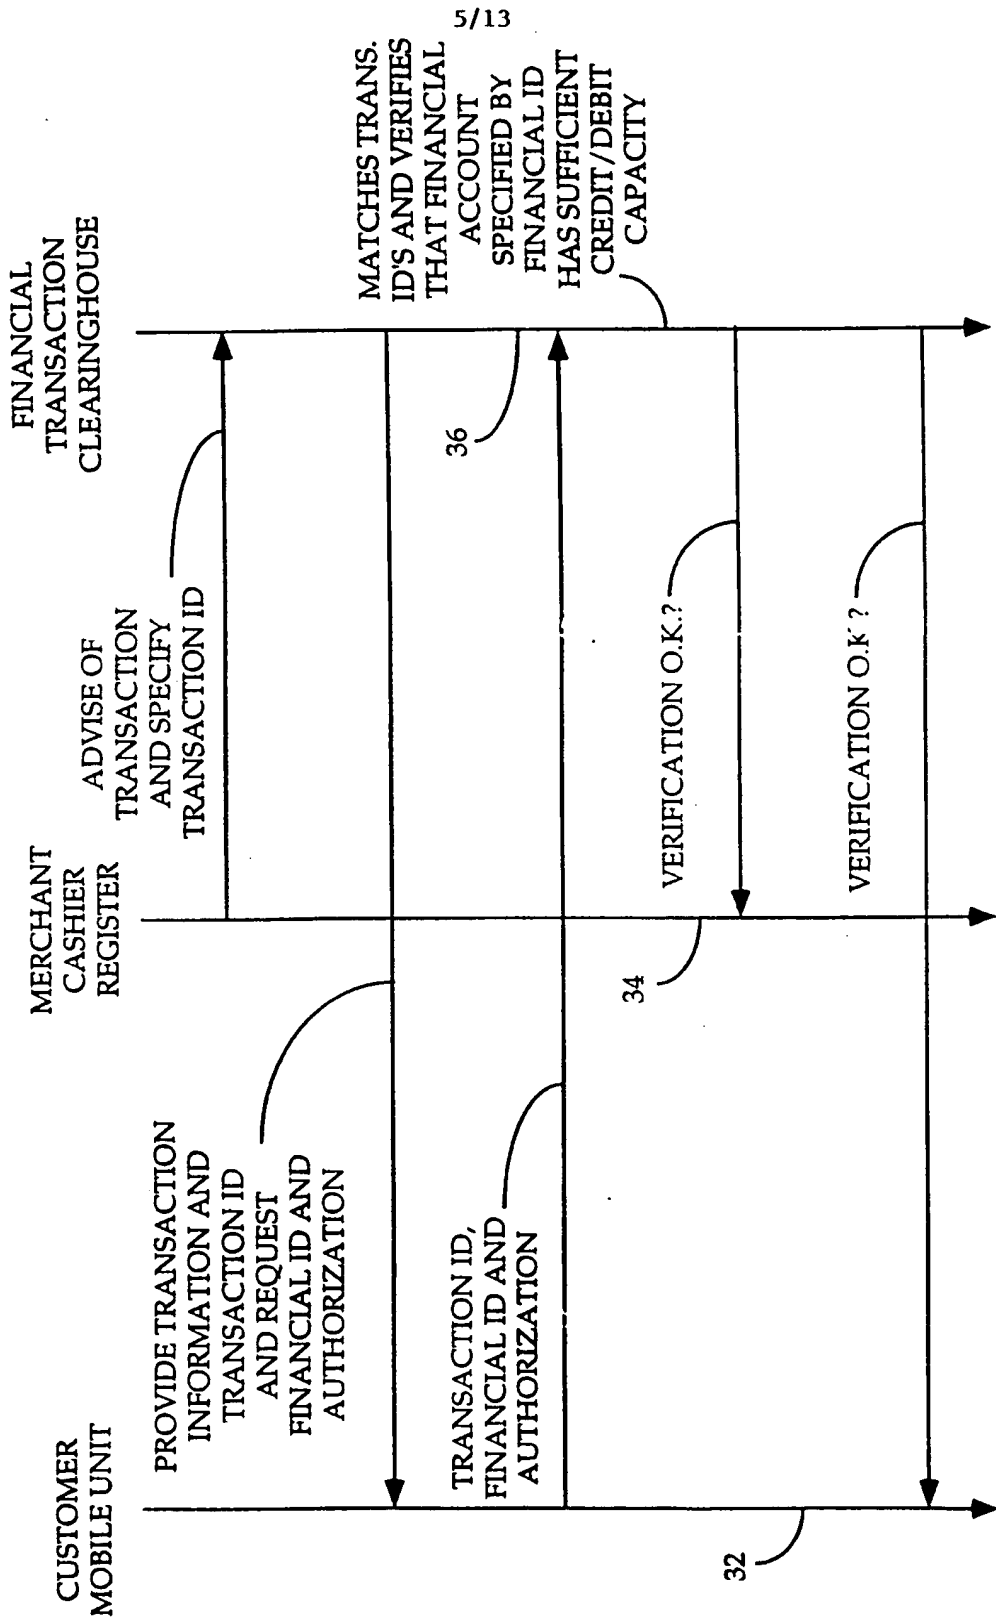 5/13
CUSTOMER
MOBILE UNIT
MERCHANT
CASHIER
REGISTER
FINANCIAL
TRANSACTION
CLEARINGHOUSE
ADVISE OF
TRANSACTION
AND SPECIFY
TRANSACTION ID
PROVIDE TRANSACTION
INFORMATION AND
TRANSACTION ID
AND REQUEST
FINANCIAL ID AND
AUTHORIZATION
36
MATCHES TRANS.
ID'S AND VERIFIES
THAT FINANCIAL
ACCOUNT
SPECIFIED BY
FINANCIAL ID
HAS SUFFICIENT
CREDIT/DEBIT
CAPACITY
TRANSACTION ID,
FINANCIAL ID AND
AUTHORIZATION
34
VERIFICATION O.K.?
32
VERIFICATION O.K ?